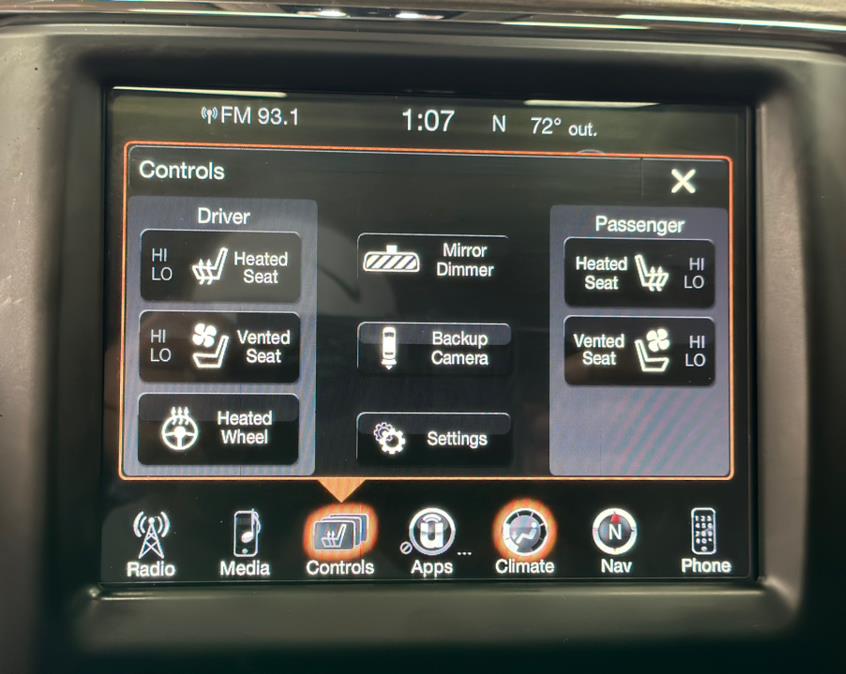 FM 93.1 1:07 N 72° out.
Controls
Driver
HI
LO
Heated
Seat
HI
LO
Vented
Seat
Heated
Wheel
Mirror
Dimmer
Backup
Camera
Settings
Passenger
Heated
Seat
HI
LO
Vented
Seat
HI
LO
Radio Media Controls Apps ... Climate N Nav Phone